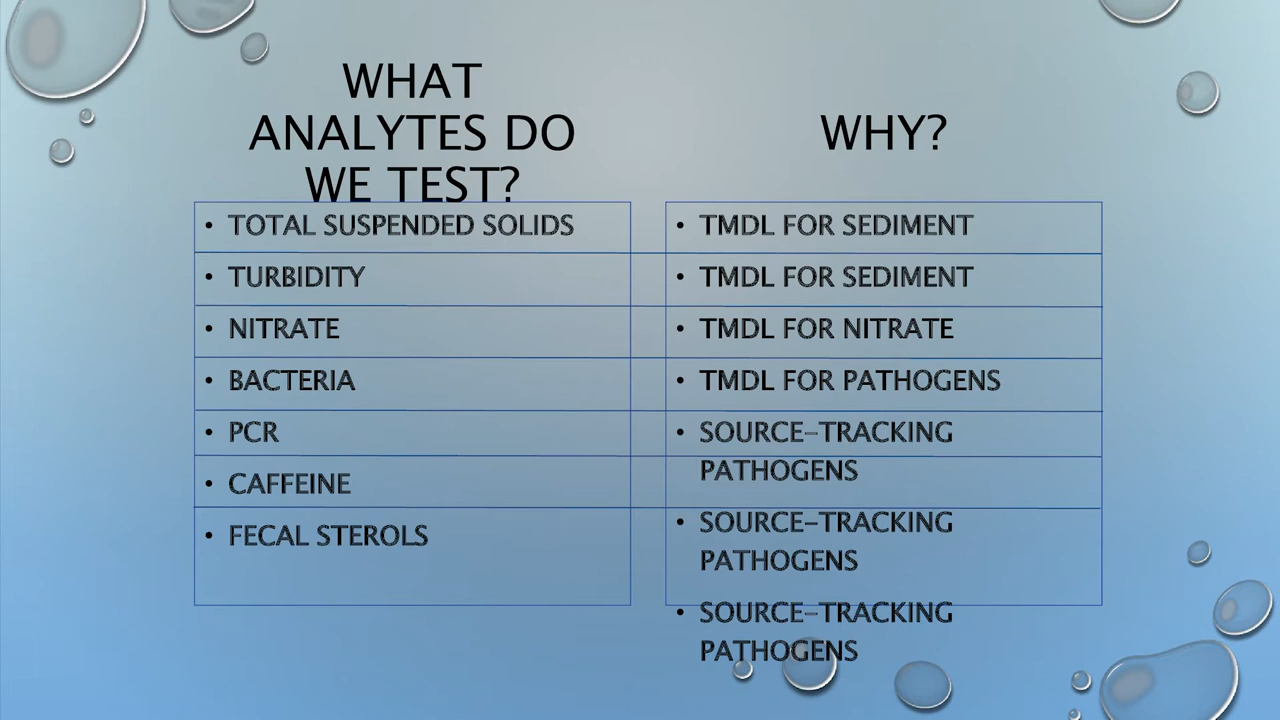 WHAT
ANALYTES DO
WE TEST?
• TOTAL SUSPENDED SOLIDS
• TURBIDITY
• NITRATE
• BACTERIA
• PCR
• CAFFEINE
• FECAL STEROLS
WHY?
• TMDL FOR SEDIMENT
• TMDL FOR SEDIMENT
• TMDL FOR NITRATE
• TMDL FOR PATHOGENS
• SOURCE-TRACKING
PATHOGENS
• SOURCE-TRACKING
PATHOGENS
• SOURCE-TRACKING
PATHOGENS